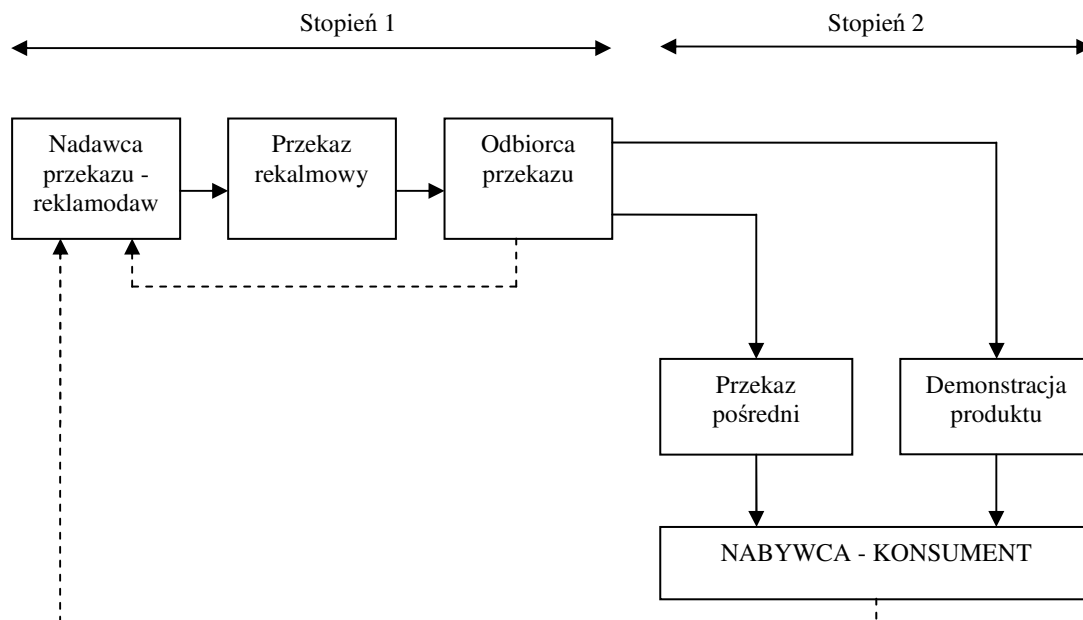 Stopień 1
Stopień 2
Nadawca
przekazu -
reklamodaw
Przekaz
rekalmowy
Odbiorca
przekazu
Przekaz
pośredni
Demonstracja
produktu
NABYWCA - KONSUMENT